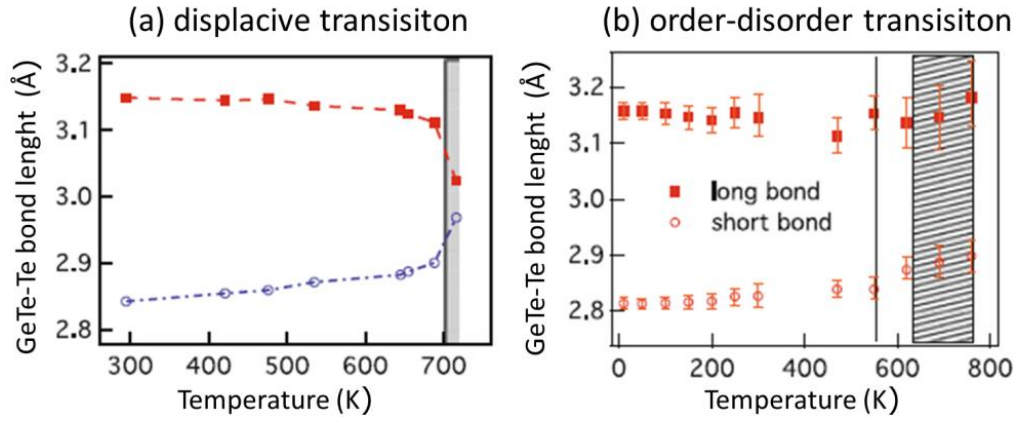 (a) displacive transisiton
GeTe-Te bond lenght (Å)
3.2
3.1
3.0
2.9
2.8
300 400 500 600 700
Temperature (K)
(b) order-disorder transisiton
GeTe-Te bond lenght (Å)
3.2
3.1
3.0
2.9
2.8
long bond
short bond
0 200 400 600 800
Temperature (K)